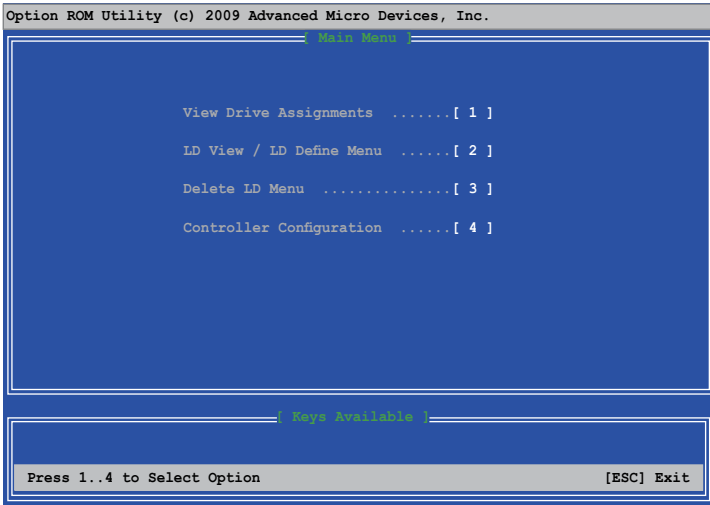 Option ROM Utility (c) 2009 Advanced Micro Devices, Inc.
[ Main Menu ]
View Drive Assignments .......[ 1 ]
LD View / LD Define Menu ......[ 2 ]
Delete LD Menu ...............[ 3 ]
Controller Configuration ......[ 4 ]
[ Keys Available ]
Press 1..4 to Select Option [ESC] Exit